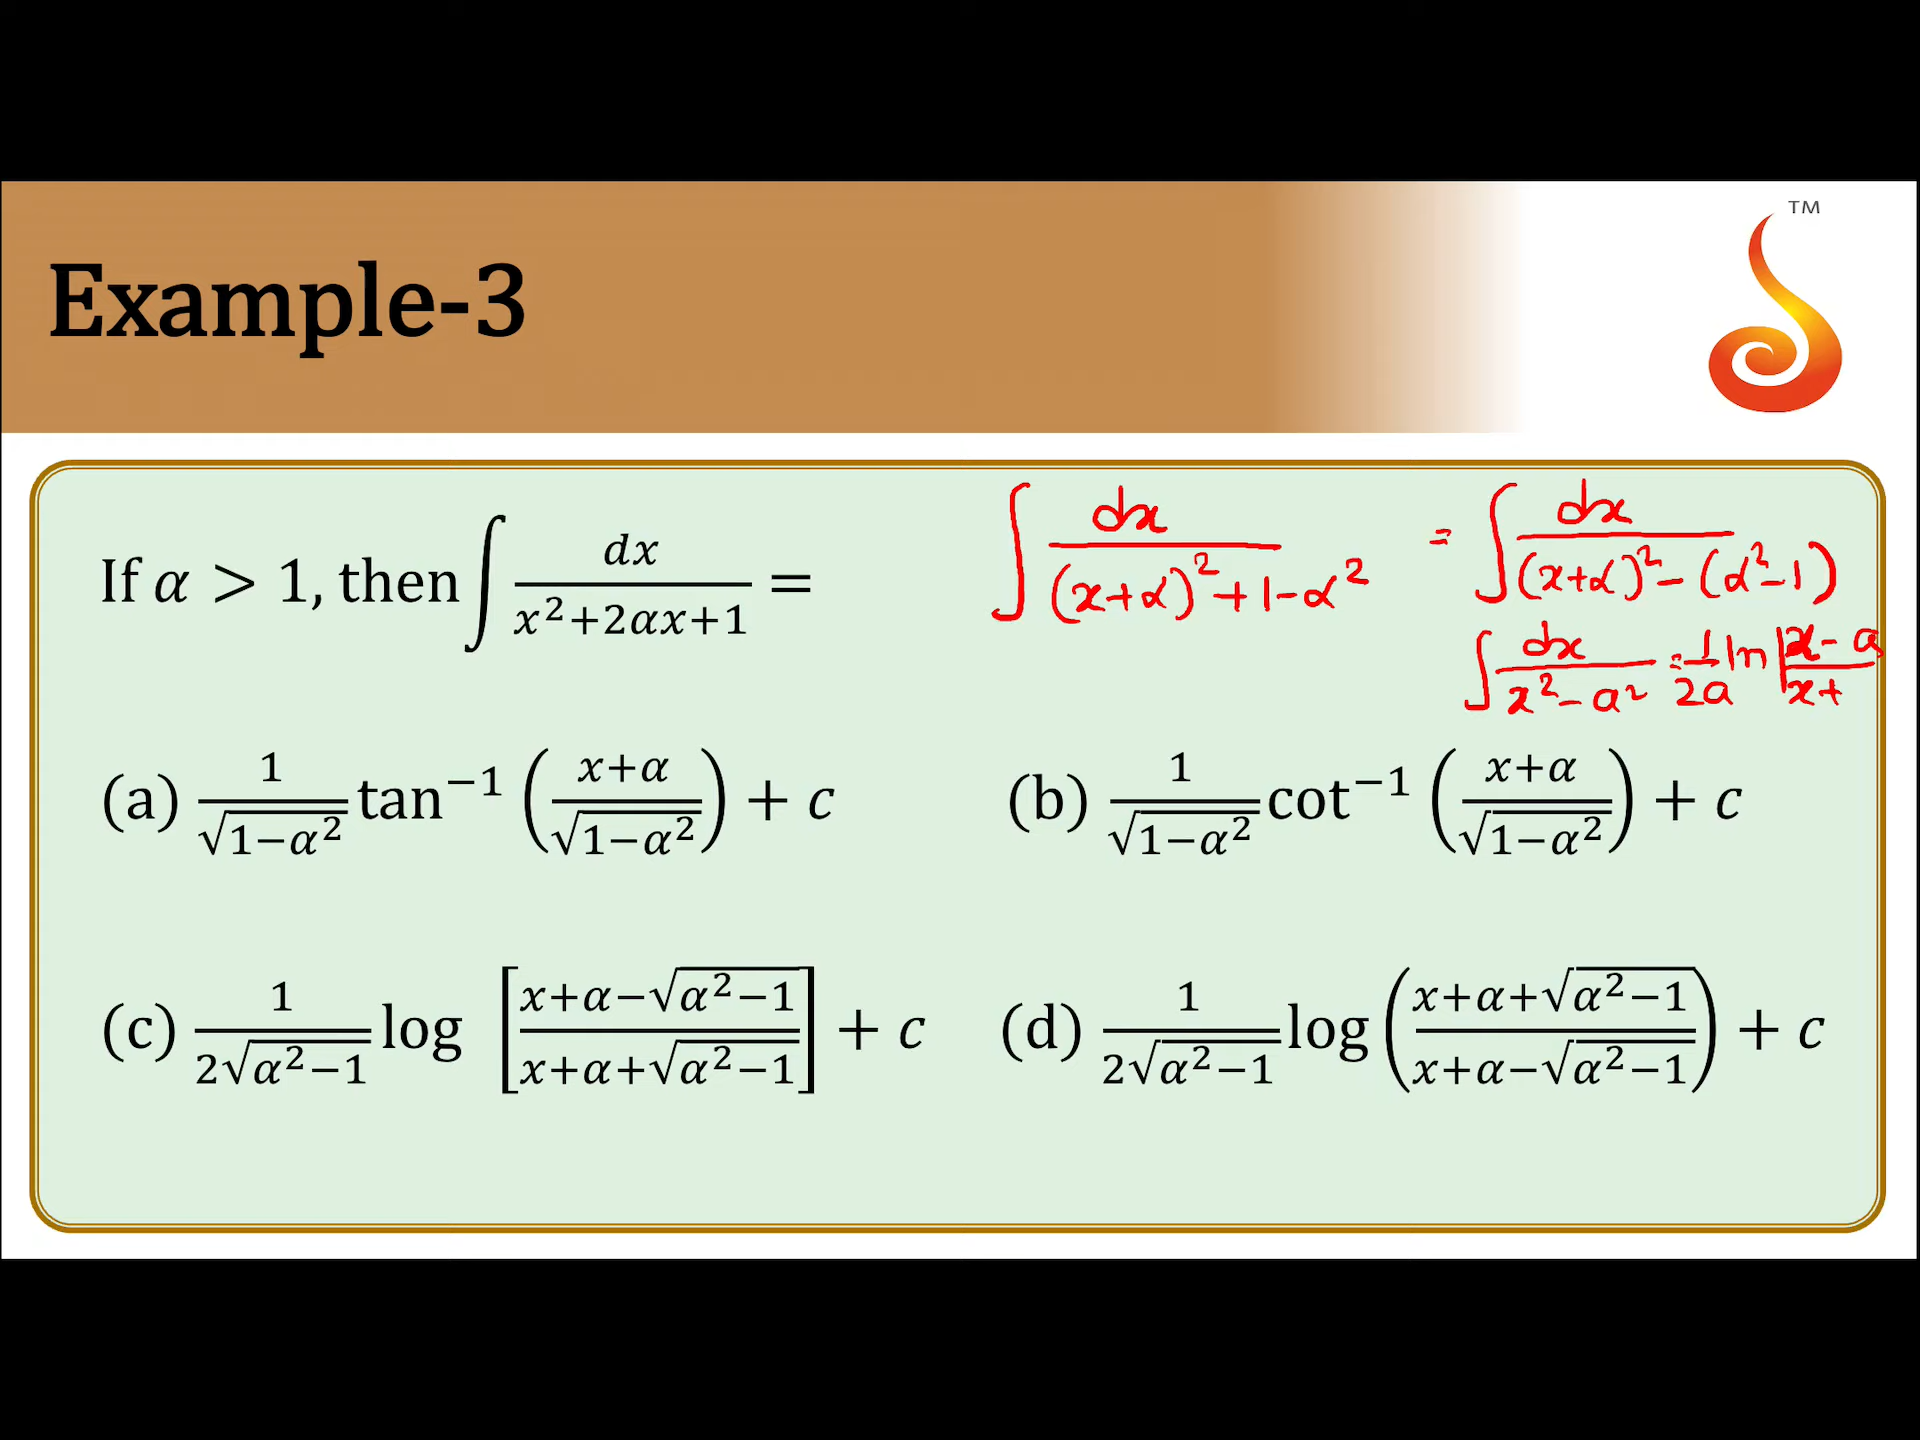 TM
Example-3
If α > 1, then ∫ dx / (x²+2αx+1) =
∫ dx / (x+α)² + 1-α² = ∫ dx / (x+α)² - (α²-1)
∫ dx / x² - a² = 1/2a ln |x - a / x +
(a) 1/√(1−α²) tan⁻¹ ((x+α)/√(1−α²)) + c
(b) 1/√(1−α²) cot⁻¹ ((x+α)/√(1−α²)) + c
(c) 1/(2√(α²−1)) log [(x+α−√(α²−1))/(x+α+√(α²−1))] + c
(d) 1/(2√(α²−1)) log ((x+α+√(α²−1))/(x+α−√(α²−1))) + c